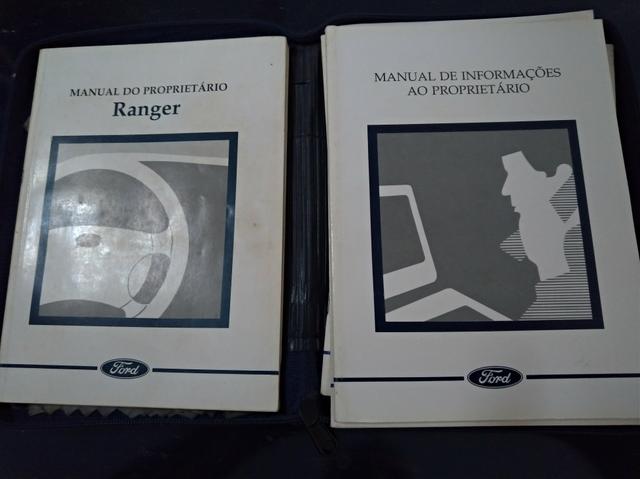 MANUAL DO PROPRIETÁRIO
Ranger
Ford
MANUAL DE INFORMAÇÕES
AO PROPRIETÁRIO
Ford